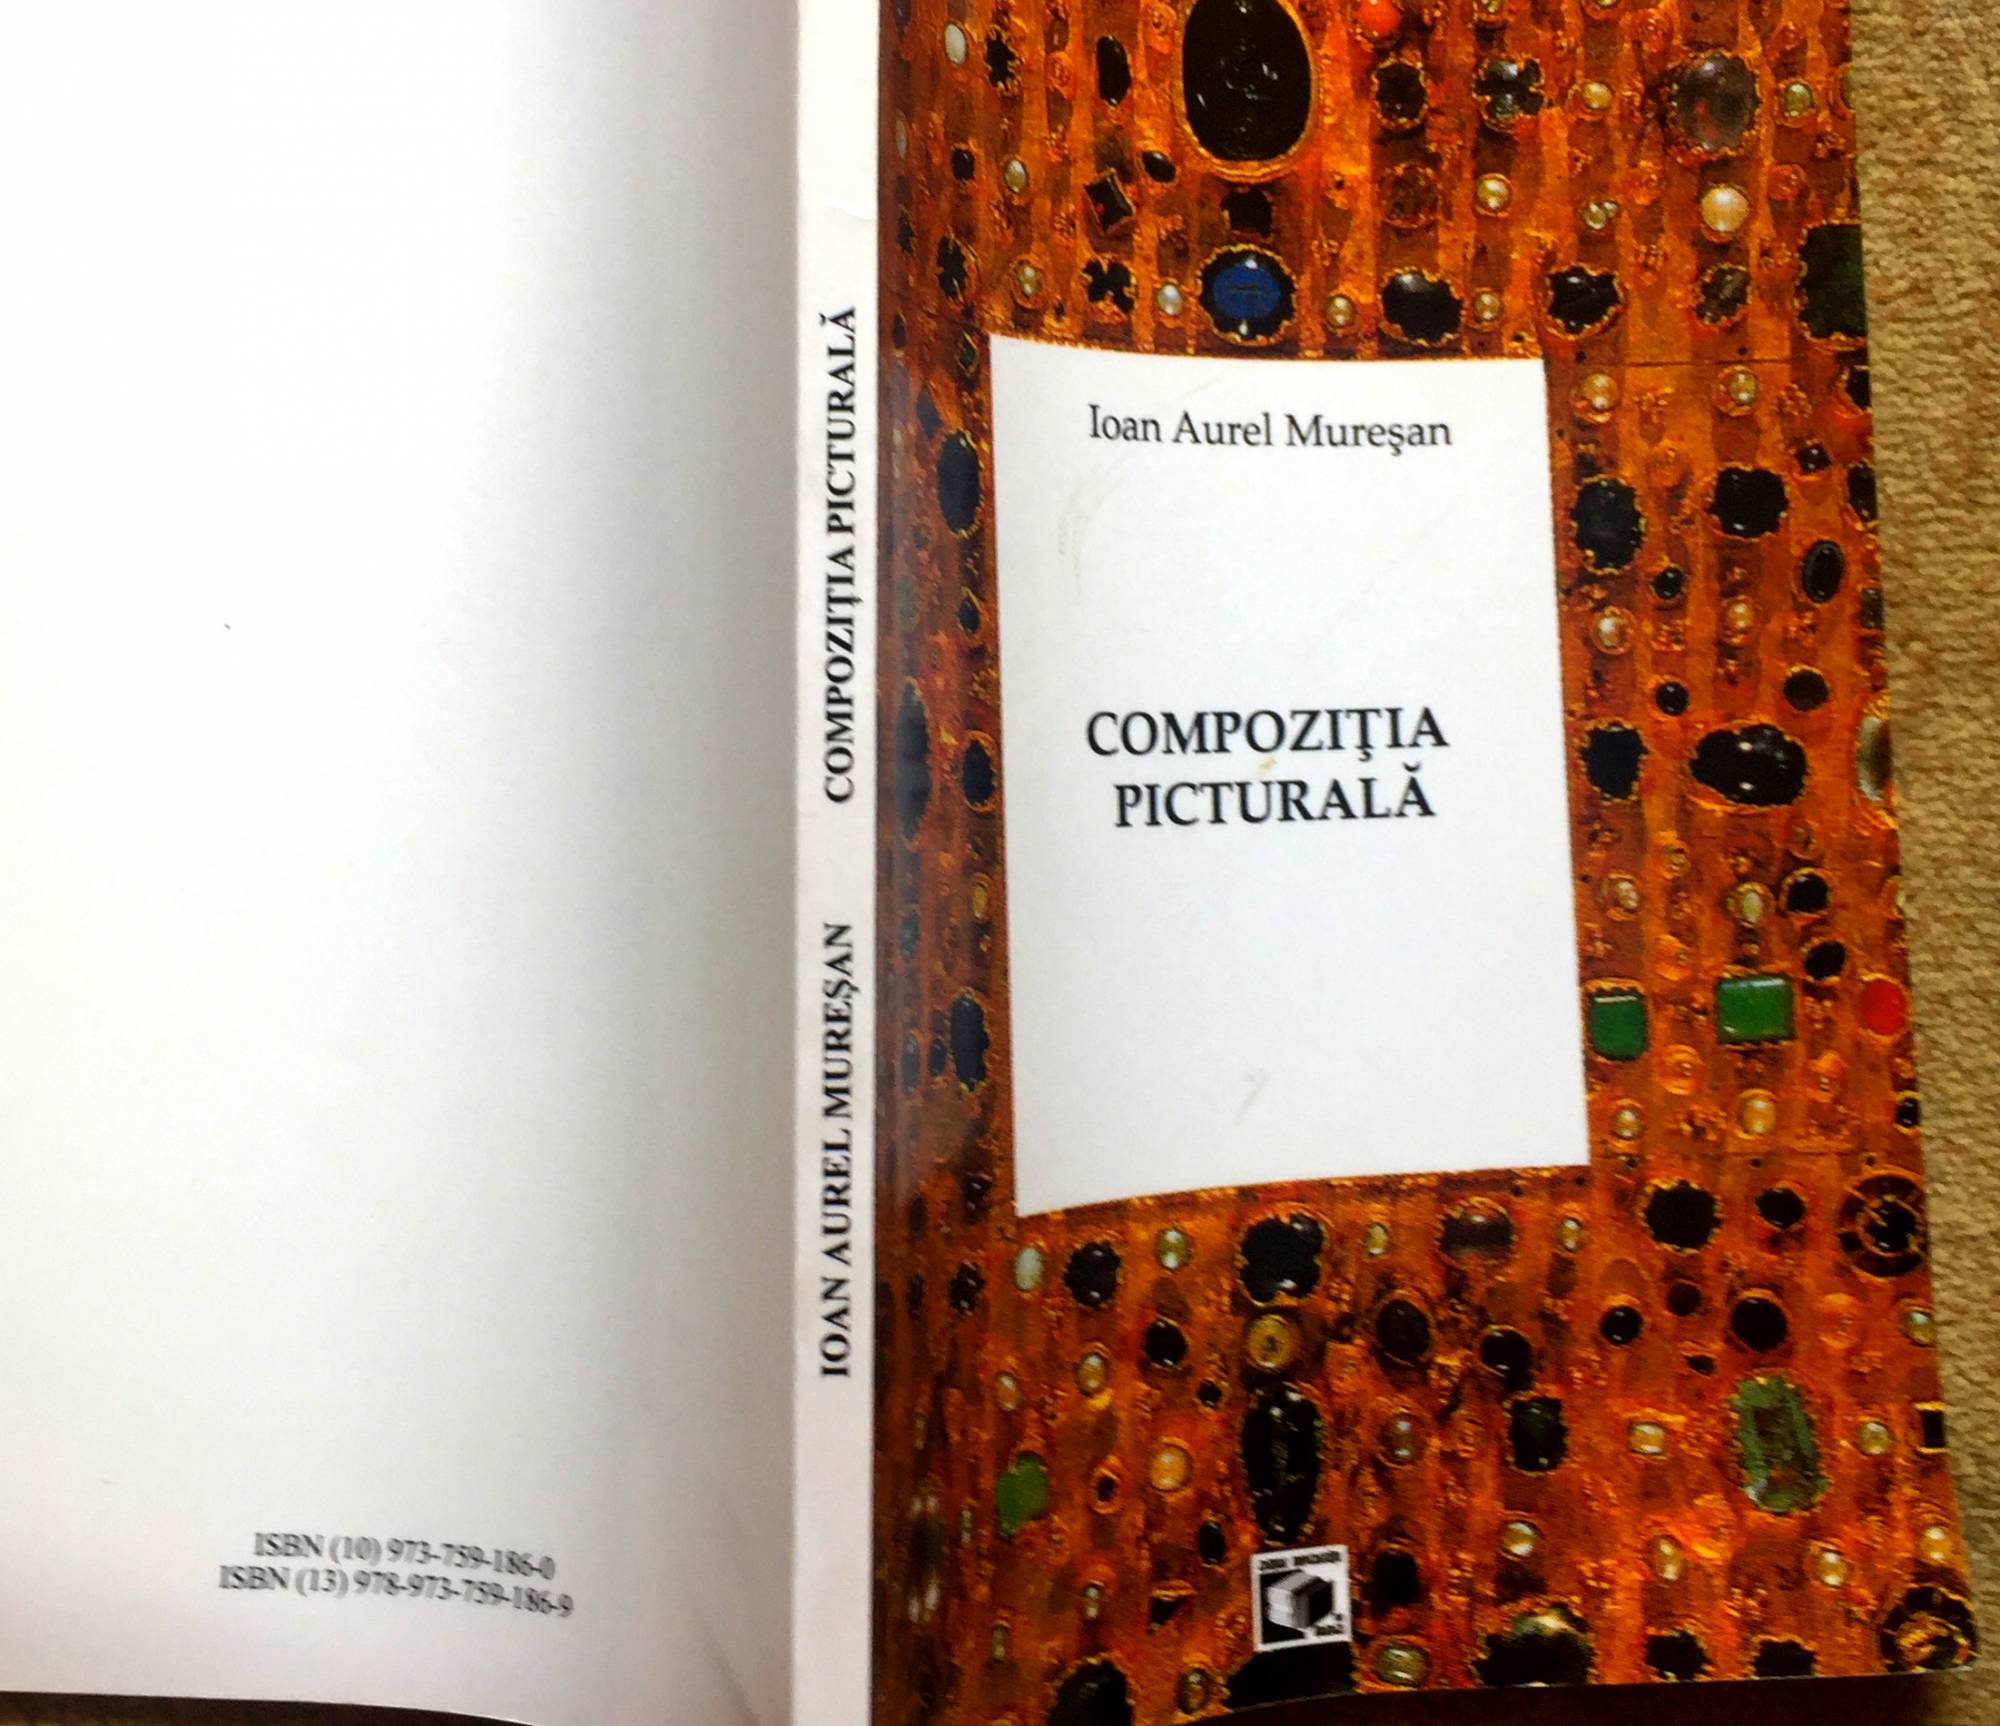 Ioan Aurel Mureşan
COMPOZIŢIA
PICTURALĂ
IOAN AUREL MUREŞAN COMPOZIŢIA PICTURALĂ
ISBN (10) 973-759-186-0
ISBN (13) 978-973-759-186-9